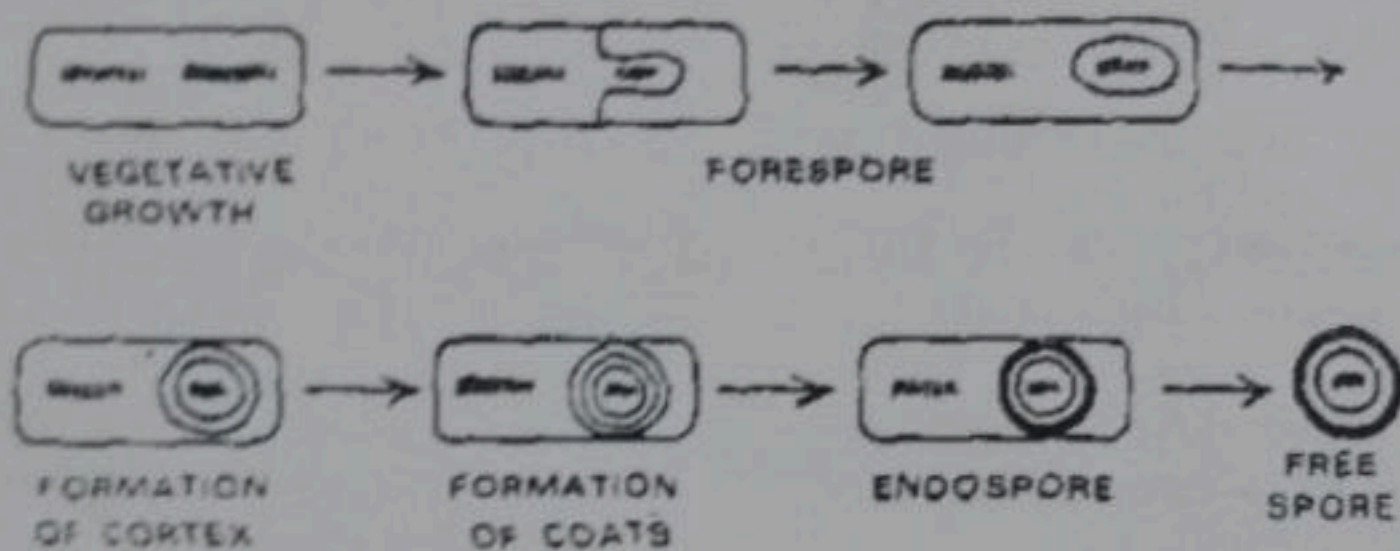 VEGETATIVE
GROWTH
FORESPORE
FORMATION
OF CORTEX
FORMATION
OF COATS
ENDOSPORE
FREE
SPORE